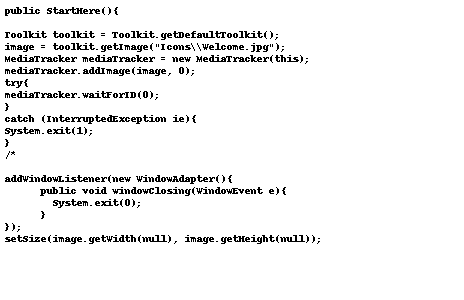 public StartHere(){
Toolkit toolkit = Toolkit.getDefaultToolkit();
image = toolkit.getImage("Icons\\Welcome.jpg");
MediaTracker mediaTracker = new MediaTracker(this);
mediaTracker.addImage(image, 0);
try{
mediaTracker.waitForID(0);
}
catch (InterruptedException ie){
System.exit(1);
}
/*
addWindowListener(new WindowAdapter(){
public void windowClosing(WindowEvent e){
System.exit(0);
}
});
setSize(image.getWidth(null), image.getHeight(null));